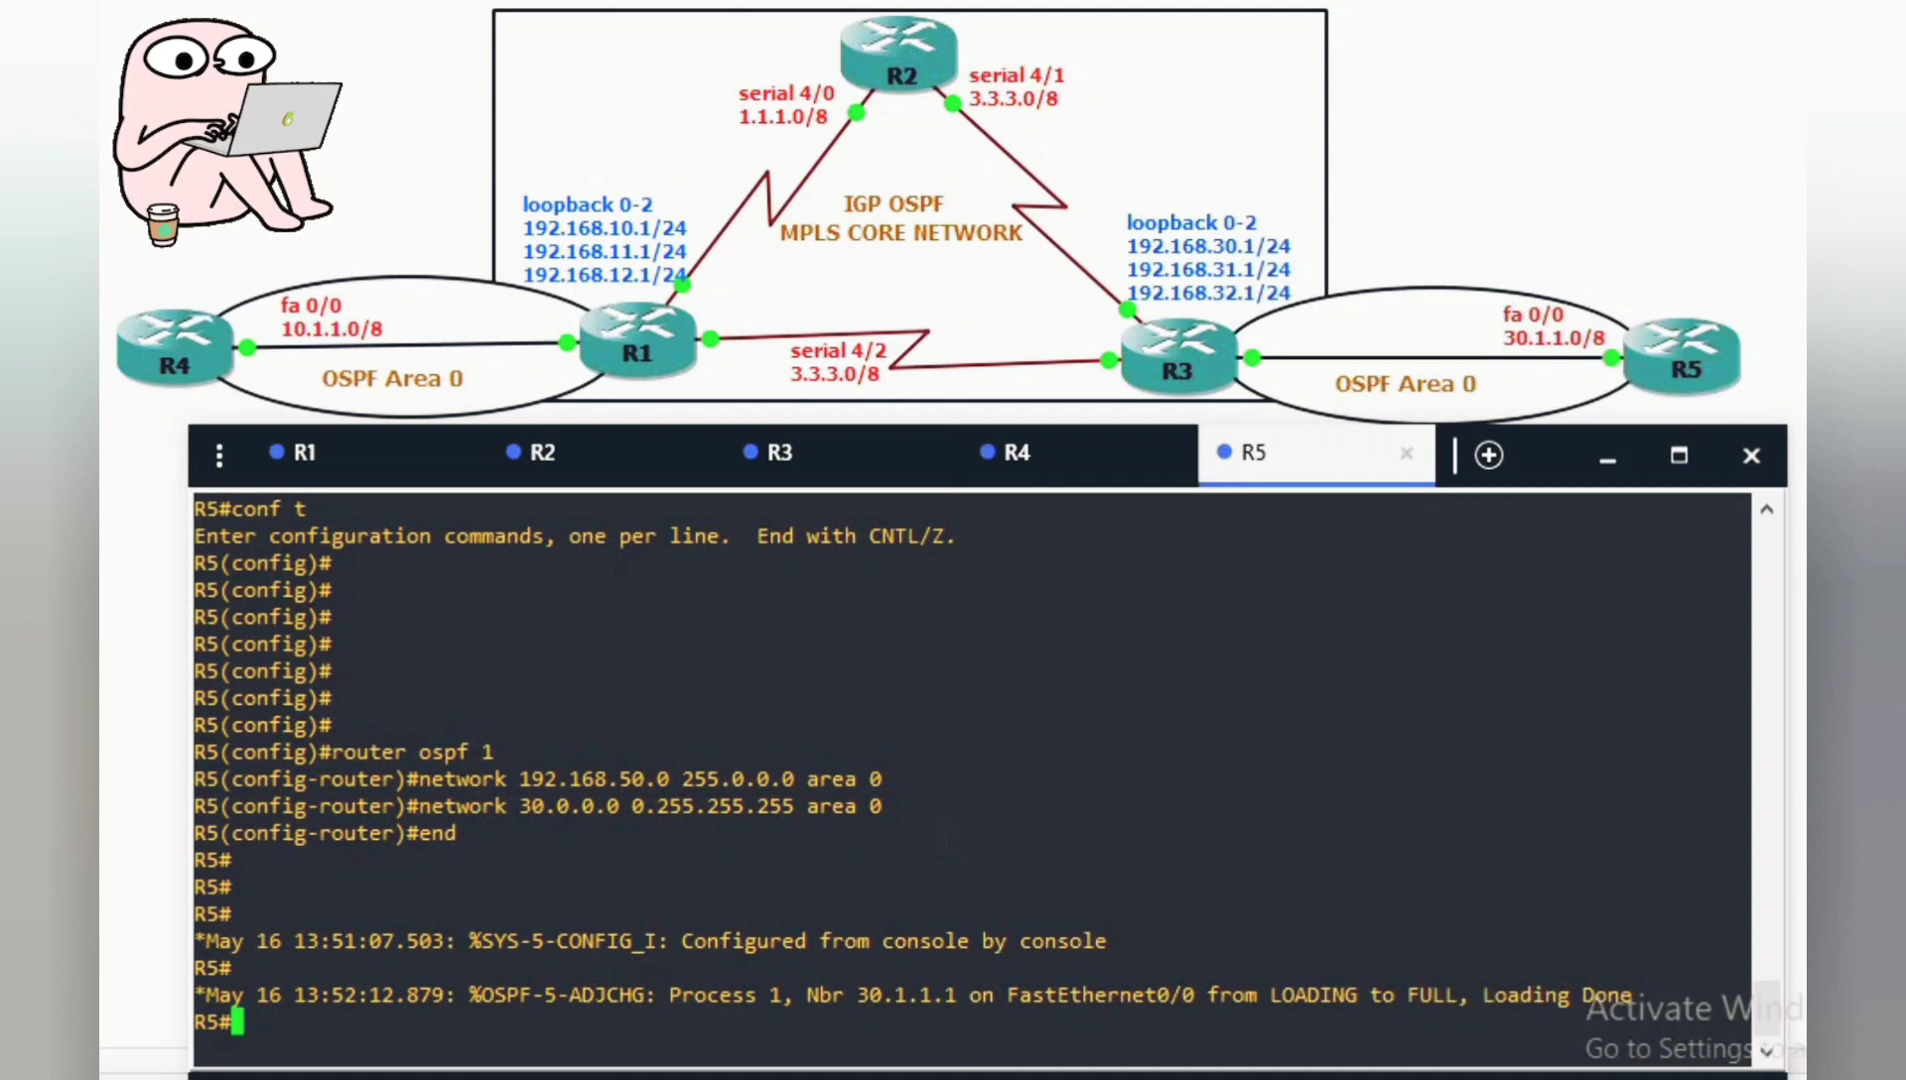 R2
serial 4/0
1.1.1.0/8
serial 4/1
3.3.3.0/8
loopback 0-2
192.168.10.1/24
192.168.11.1/24
192.168.12.1/24
IGP OSPF
MPLS CORE NETWORK
loopback 0-2
192.168.30.1/24
192.168.31.1/24
192.168.32.1/24
fa 0/0
10.1.1.0/8
R4
OSPF Area 0
R1
serial 4/2
3.3.3.0/8
R3
fa 0/0
30.1.1.0/8
OSPF Area 0
R5
R1
R2
R3
R4
R5
R5#conf t
Enter configuration commands, one per line.  End with CNTL/Z.
R5(config)#
R5(config)#
R5(config)#
R5(config)#
R5(config)#
R5(config)#
R5(config)#
R5(config)#router ospf 1
R5(config-router)#network 192.168.50.0 255.0.0.0 area 0
R5(config-router)#network 30.0.0.0 0.255.255.255 area 0
R5(config-router)#end
R5#
R5#
R5#
*May 16 13:51:07.503: %SYS-5-CONFIG_I: Configured from console by console
R5#
*May 16 13:52:12.879: %OSPF-5-ADJCHG: Process 1, Nbr 30.1.1.1 on FastEthernet0/0 from LOADING to FULL, Loading Done
R5#
Activate Wind
Go to Settings to a